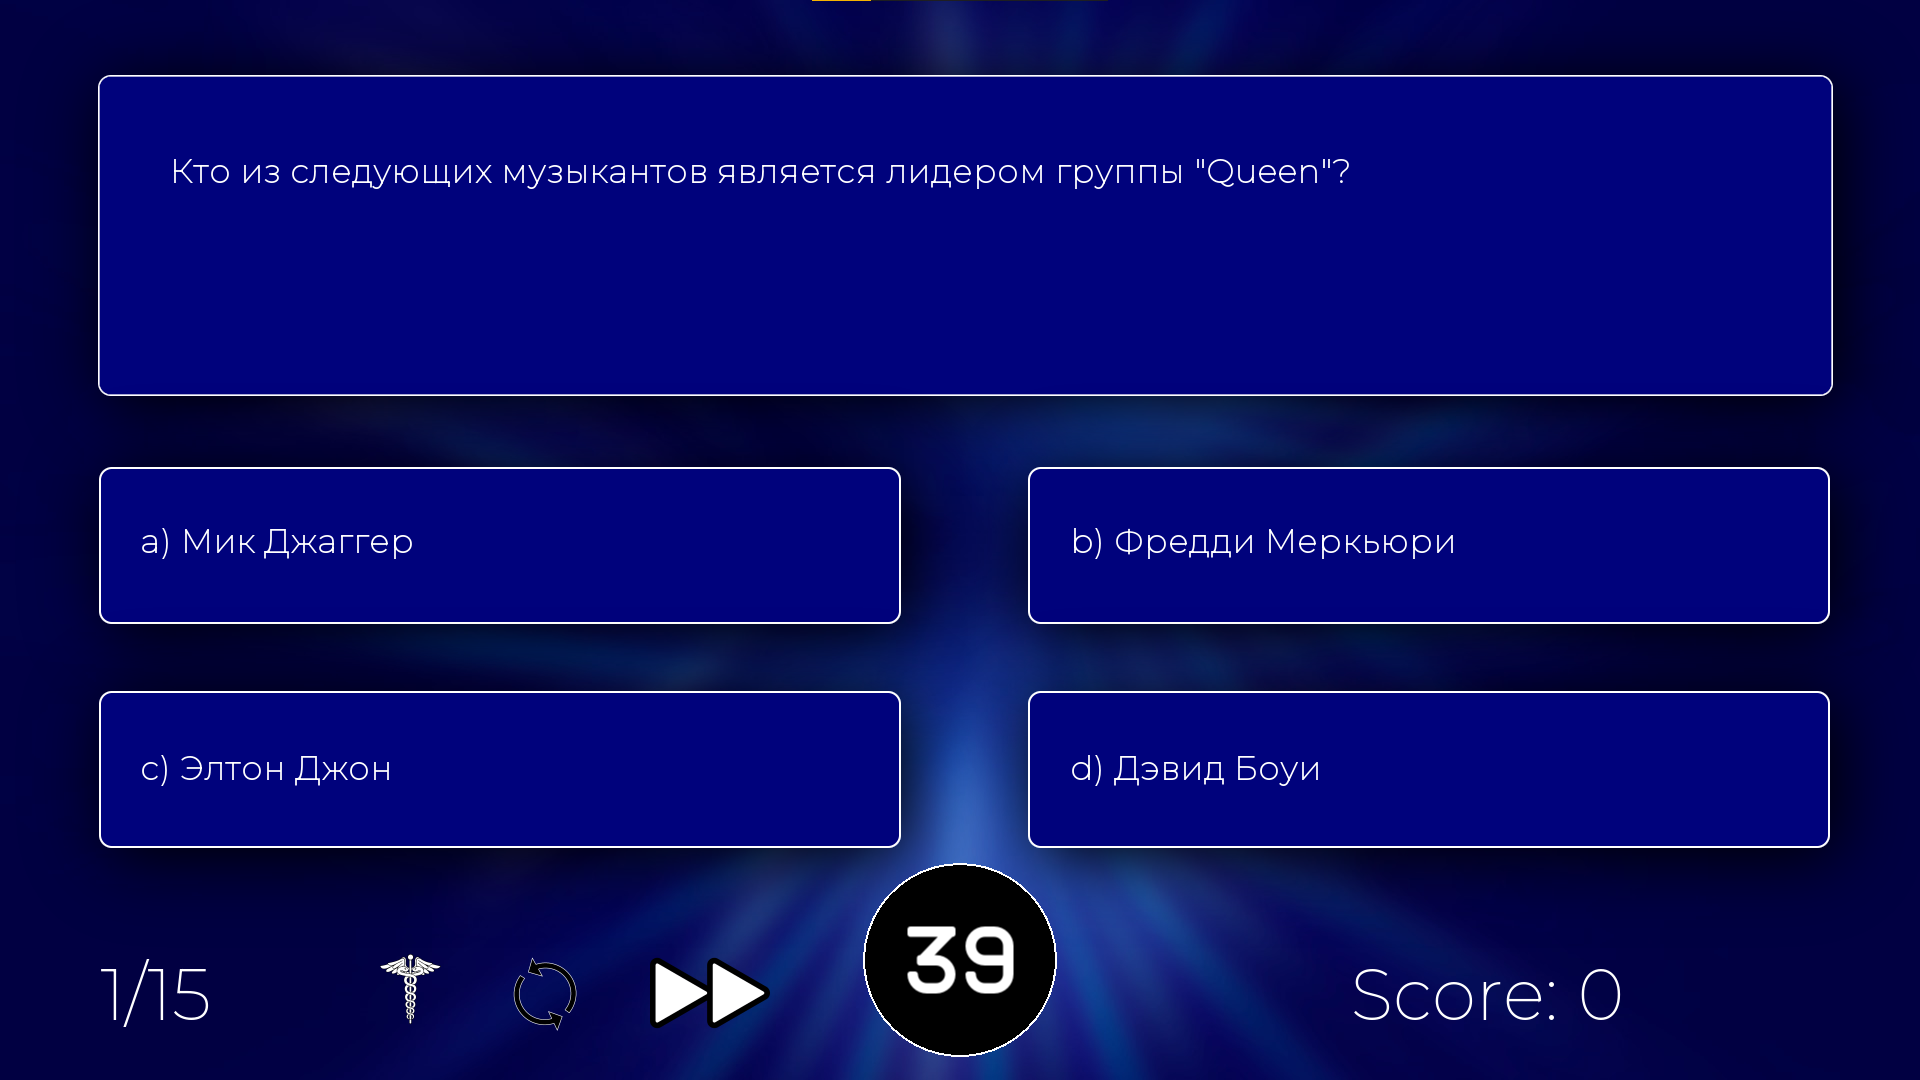 Кто из следующих музыкантов является лидером группы "Queen"?
a) Мик Джаггер
b) Фредди Меркьюри
c) Элтон Джон
d) Дэвид Боуи
1/15
39
Score: 0